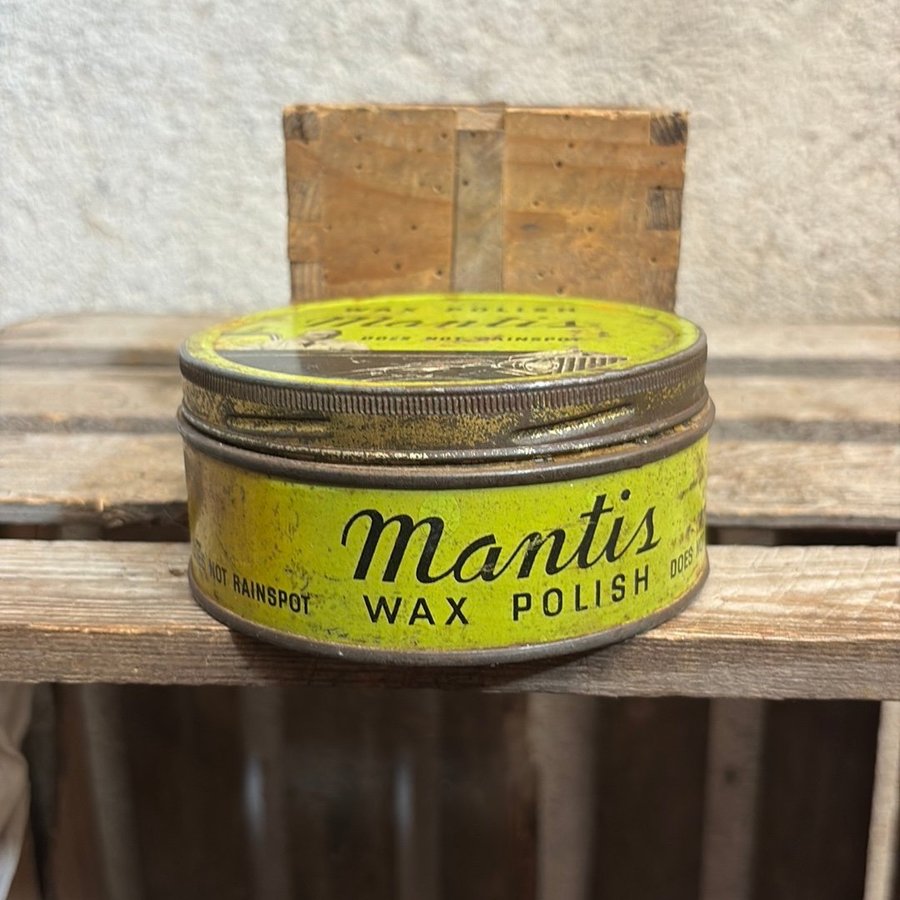 WAX POLISH
Mantis
DOES NOT RAINSPOT
Mantis
WAX POLISH
NOT RAINSPOT
DOES